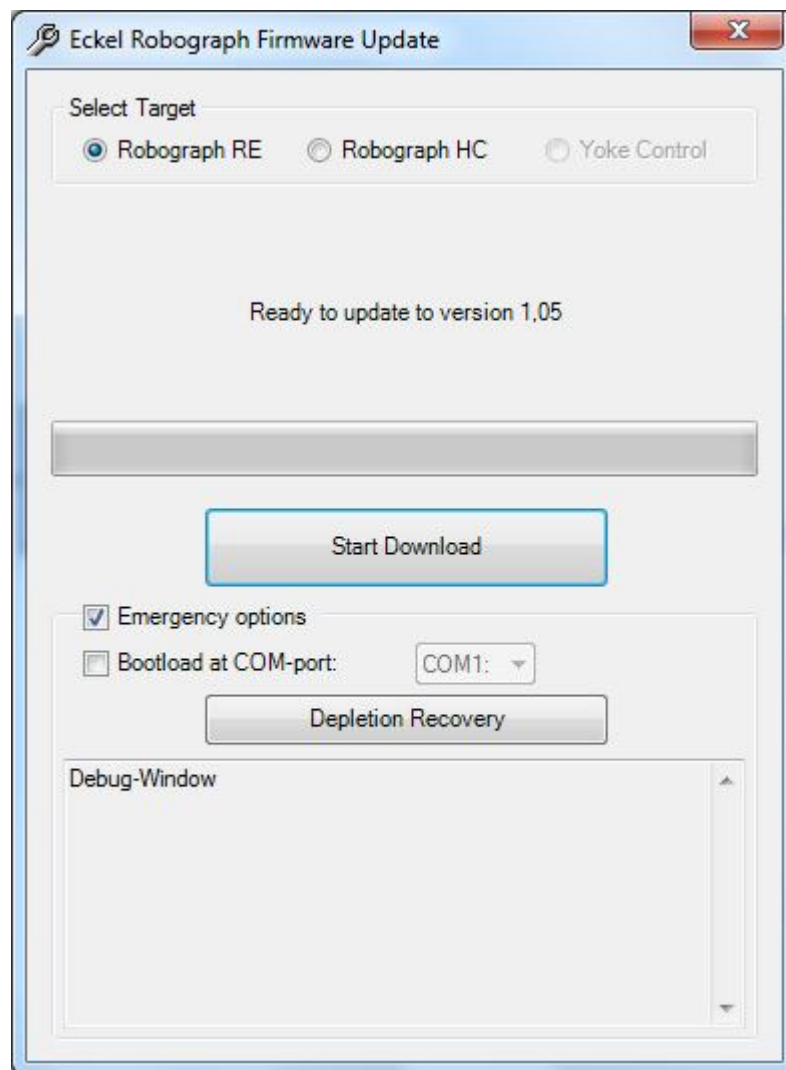 Eckel Robograph Firmware Update
Select Target
Robograph RE Robograph HC Yoke Control
Ready to update to version 1,05
Start Download
Emergency options
Bootload at COM-port: COM1:
Depletion Recovery
Debug-Window